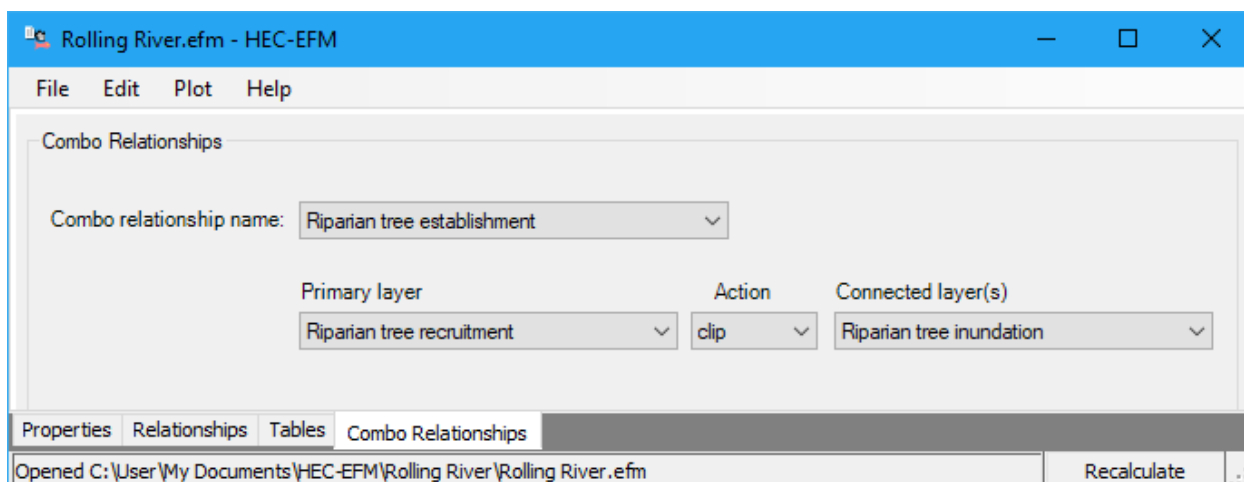 Rolling River.efm - HEC-EFM
File Edit Plot Help
Combo Relationships
Combo relationship name: Riparian tree establishment
Primary layer Action Connected layer(s)
Riparian tree recruitment clip Riparian tree inundation
Properties Relationships Tables Combo Relationships
Opened C:\User\My Documents\HEC-EFM\Rolling River\Rolling River.efm Recalculate